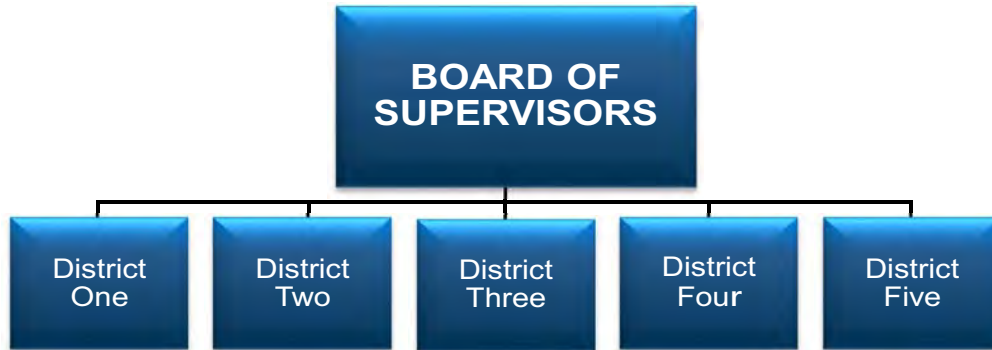 BOARD OF
SUPERVISORS
District
One
District
Two
District
Three
District
Four
District
Five